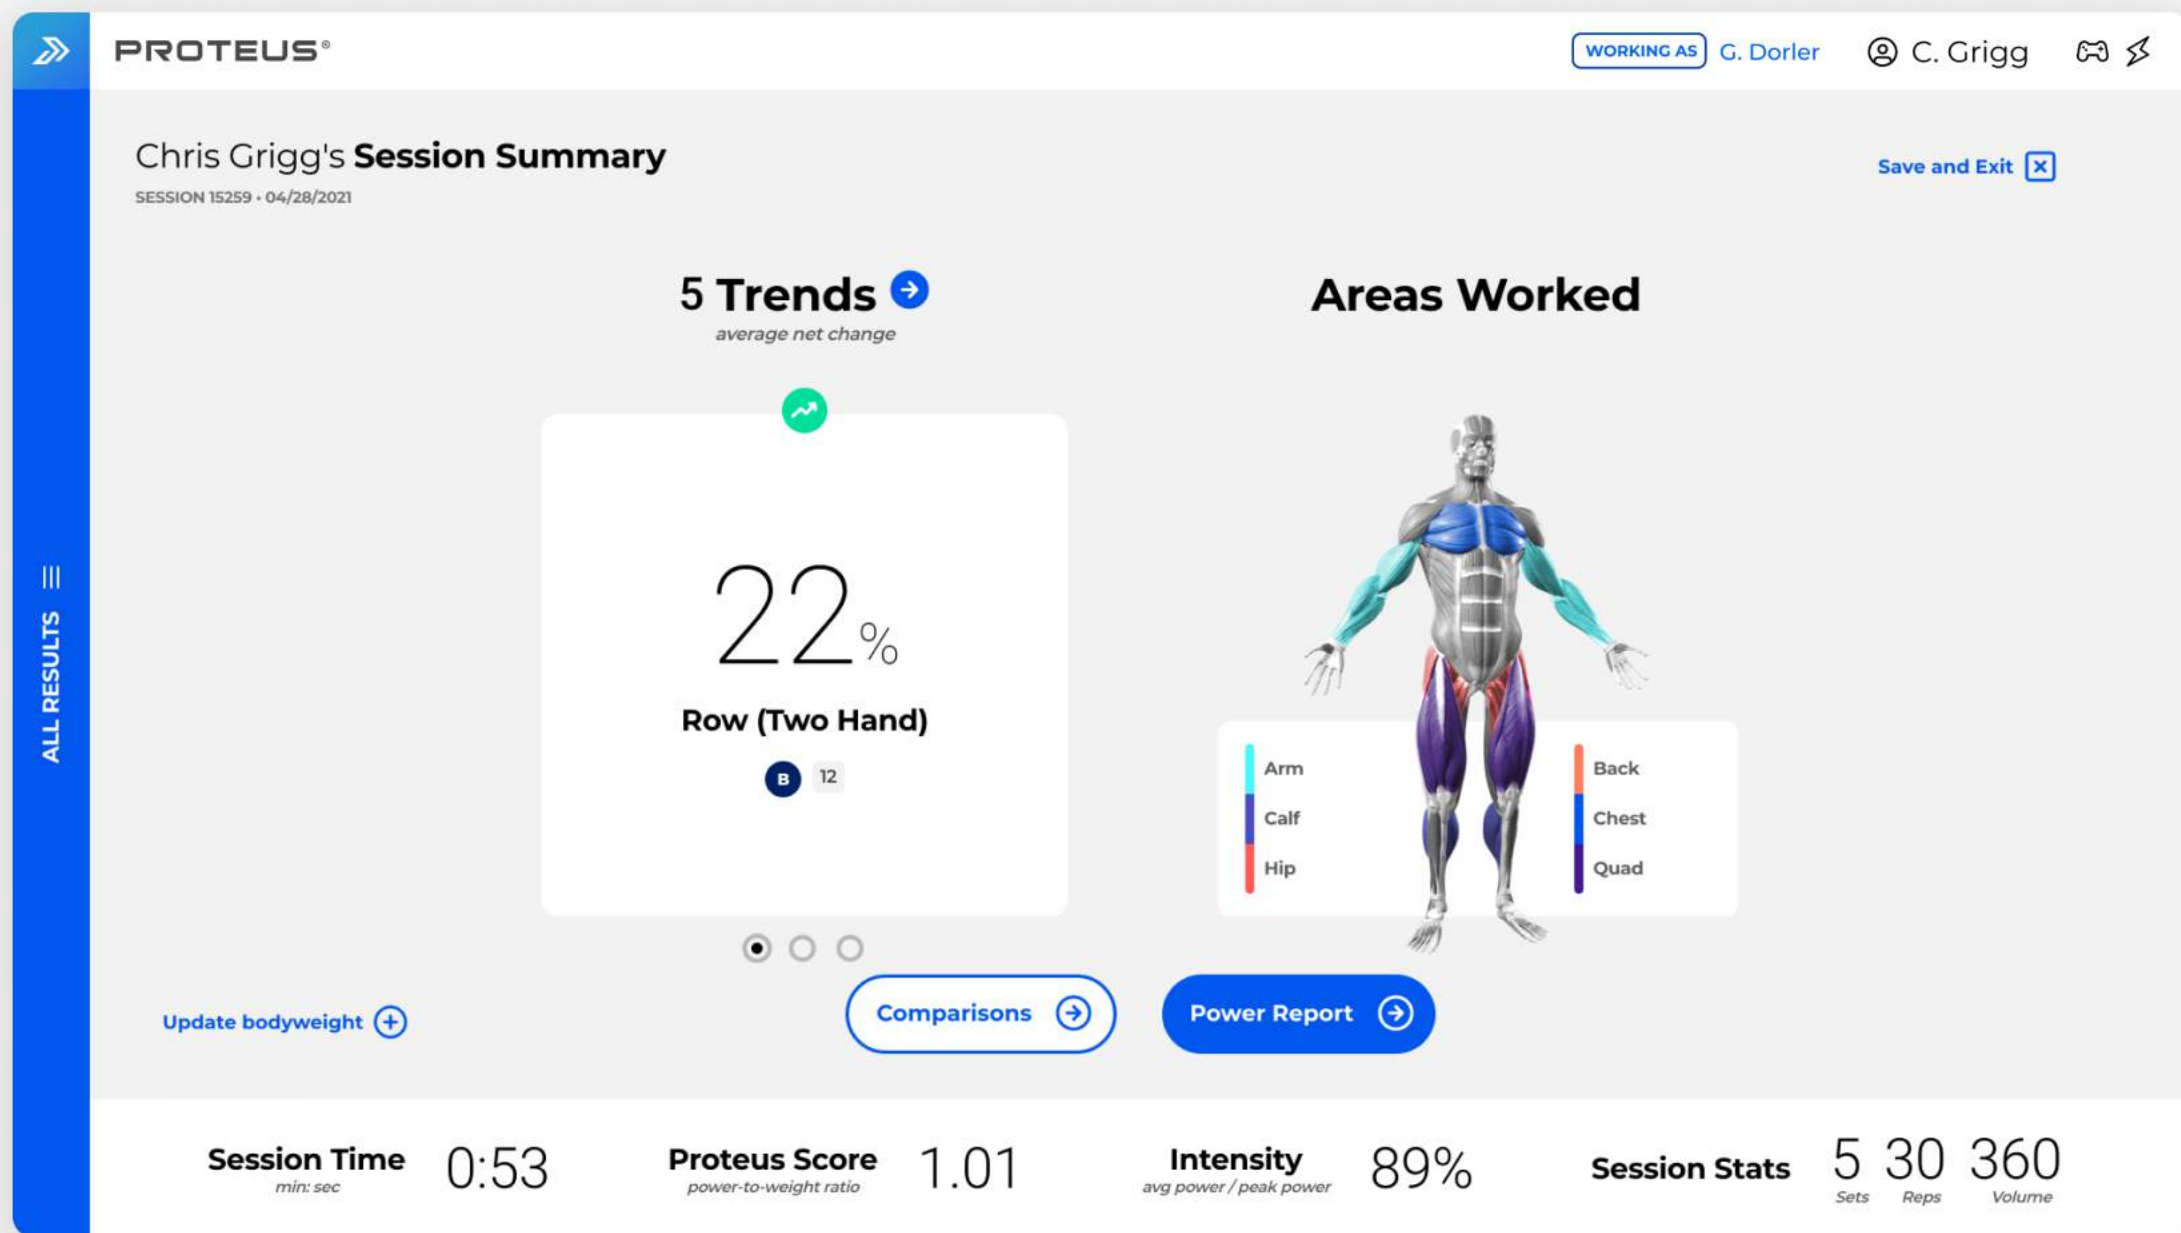 PROTEUS®
WORKING AS G. Dorler C. Grigg
Chris Grigg's Session Summary
SESSION 15259 • 04/28/2021
Save and Exit
5 Trends
average net change
22%
Row (Two Hand)
B 12
Areas Worked
Arm
Calf
Hip
Back
Chest
Quad
ALL RESULTS
Update bodyweight
Comparisons
Power Report
Session Time
min: sec
0:53
Proteus Score
power-to-weight ratio
1.01
Intensity
avg power / peak power
89%
Session Stats
5 30 360
Sets Reps Volume